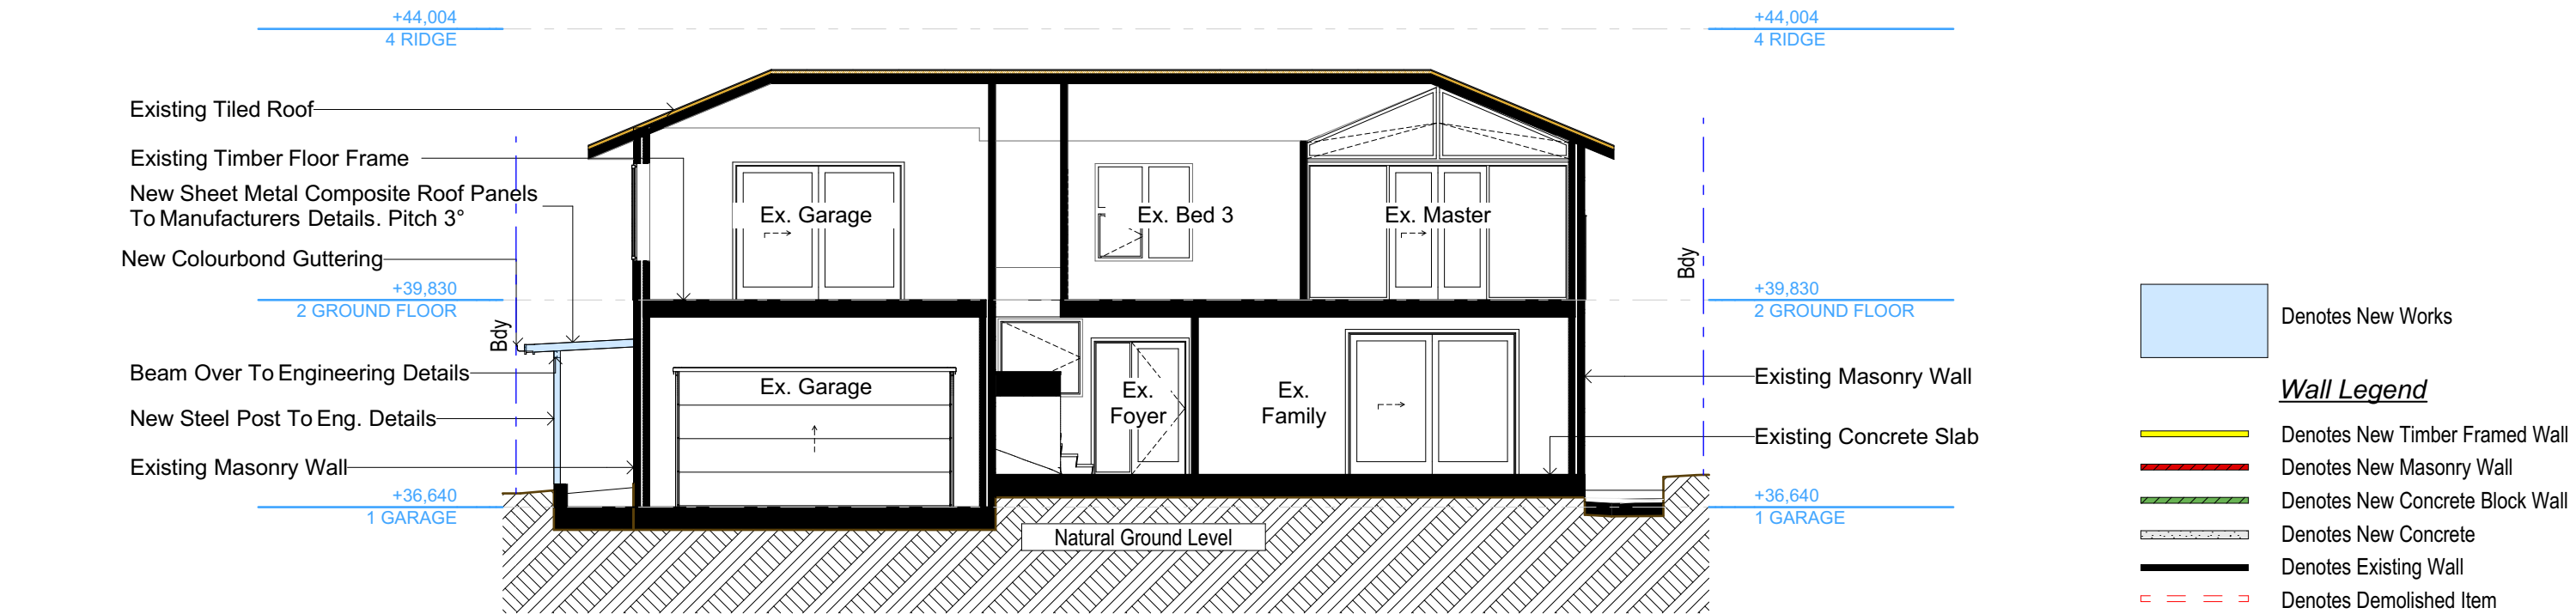 +44,004
4 RIDGE
+44,004
4 RIDGE
Existing Tiled Roof
Existing Timber Floor Frame
New Sheet Metal Composite Roof Panels
To Manufacturers Details. Pitch 3°
New Colourbond Guttering
+39,830
2 GROUND FLOOR
Bdy
Beam Over To Engineering Details
New Steel Post To Eng. Details
Existing Masonry Wall
+36,640
1 GARAGE
Ex. Garage
Ex. Bed 3
Ex. Master
Ex. Garage
Ex.
Foyer
Ex.
Family
Natural Ground Level
Bdy
+39,830
2 GROUND FLOOR
Existing Masonry Wall
Existing Concrete Slab
+36,640
1 GARAGE
Denotes New Works
Wall Legend
Denotes New Timber Framed Wall
Denotes New Masonry Wall
Denotes New Concrete Block Wall
Denotes New Concrete
Denotes Existing Wall
Denotes Demolished Item